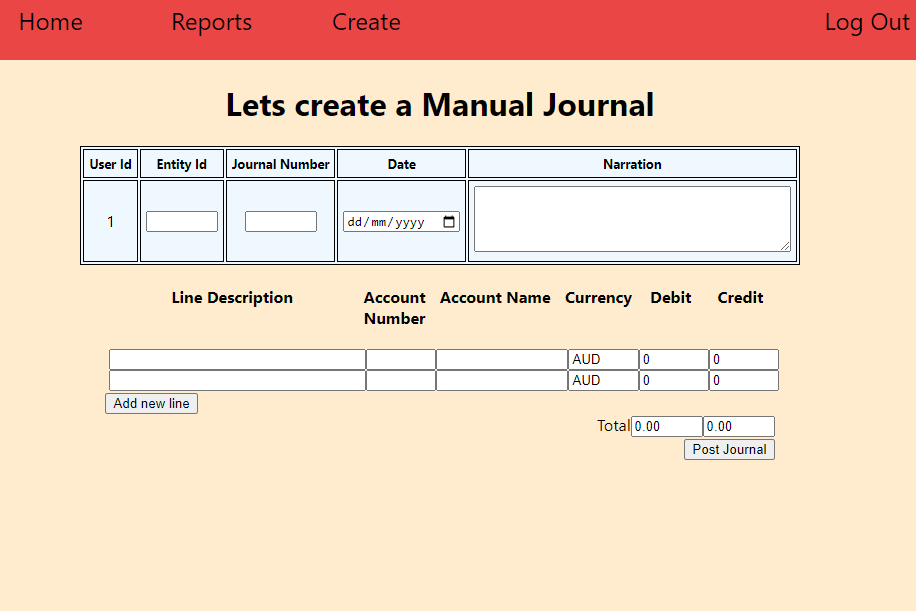 Home Reports Create Log Out
Lets create a Manual Journal
User Id Entity Id Journal Number Date Narration
1 dd/mm/yyyy
Line Description Account Number Account Name Currency Debit Credit
AUD 0 0
AUD 0 0
Add new line
Total 0.00 0.00
Post Journal